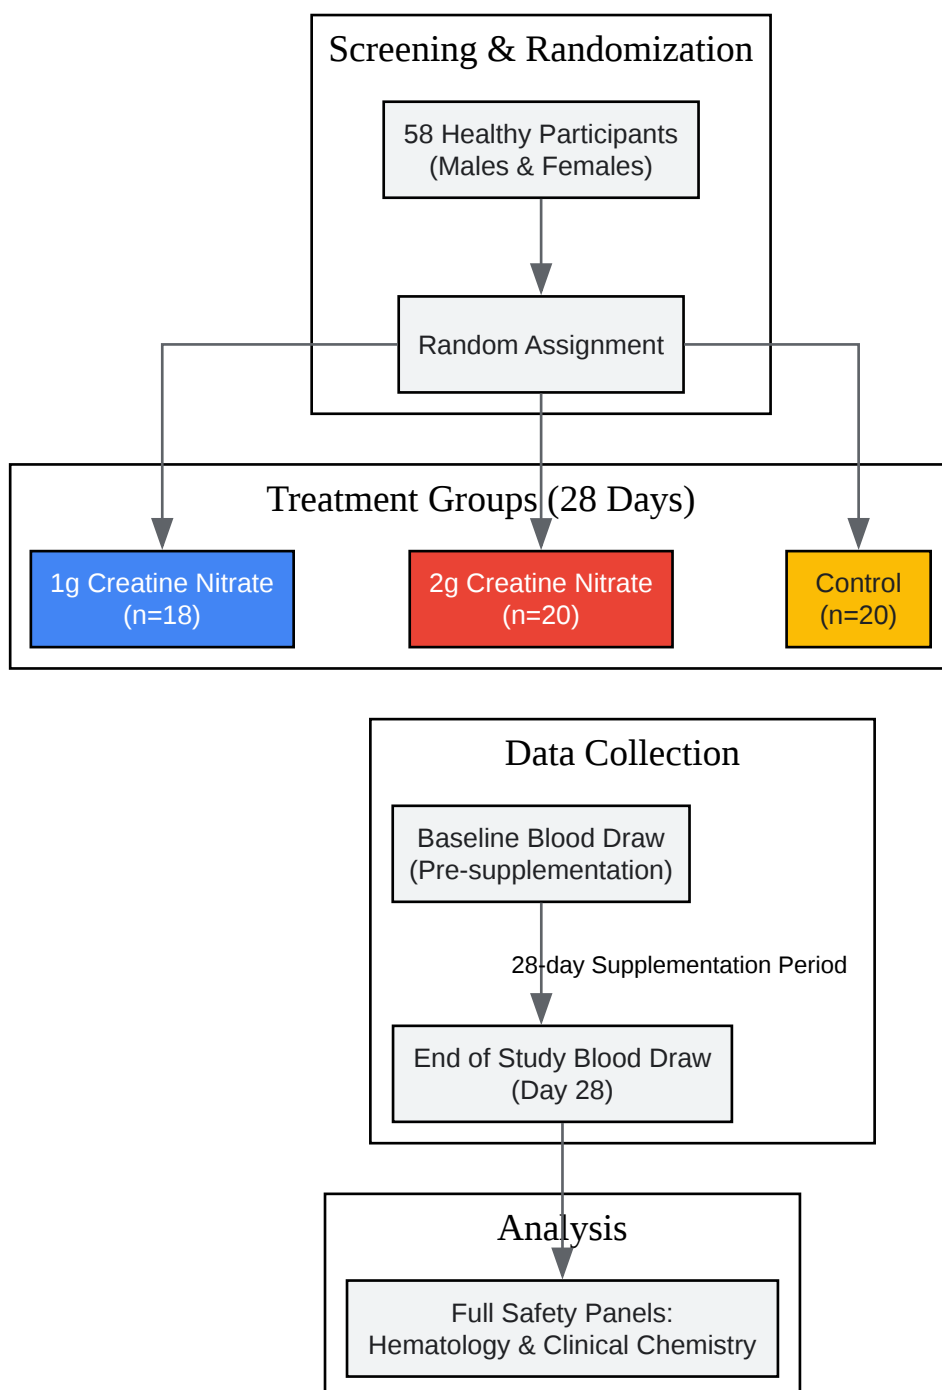 Screening & Randomization
58 Healthy Participants
(Males & Females)
Random Assignment
Treatment Groups (28 Days)
1g Creatine Nitrate
(n=18)
2g Creatine Nitrate
(n=20)
Control
(n=20)
Data Collection
Baseline Blood Draw
(Pre-supplementation)
28-day Supplementation Period
End of Study Blood Draw
(Day 28)
Analysis
Full Safety Panels:
Hematology & Clinical Chemistry